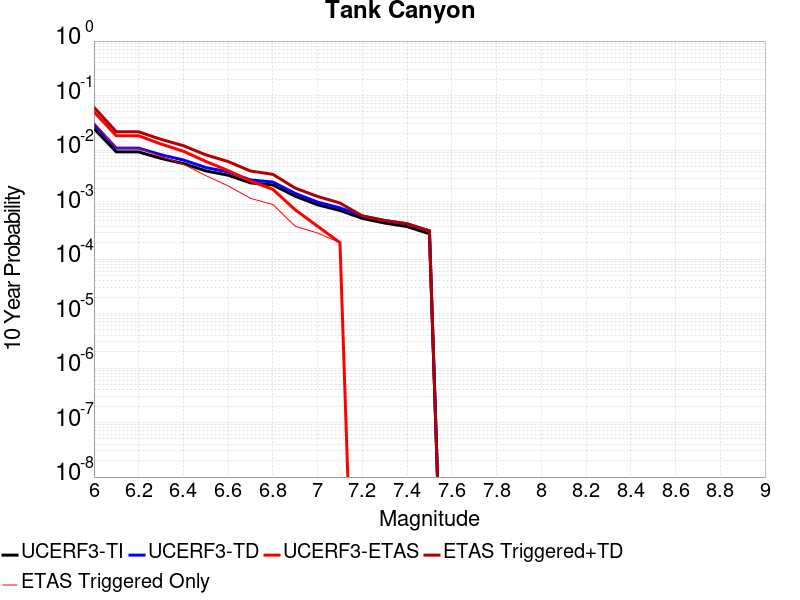 Tank Canyon
10 0
10 -1
10 -2
10 -3
10 -4
10 -5
10 -6
10 -7
10 -8
10 Year Probability
6 6.2 6.4 6.6 6.8 7 7.2 7.4 7.6 7.8 8 8.2 8.4 8.6 8.8 9
Magnitude
UCERF3-TI UCERF3-TD UCERF3-ETAS ETAS Triggered+TD
ETAS Triggered Only